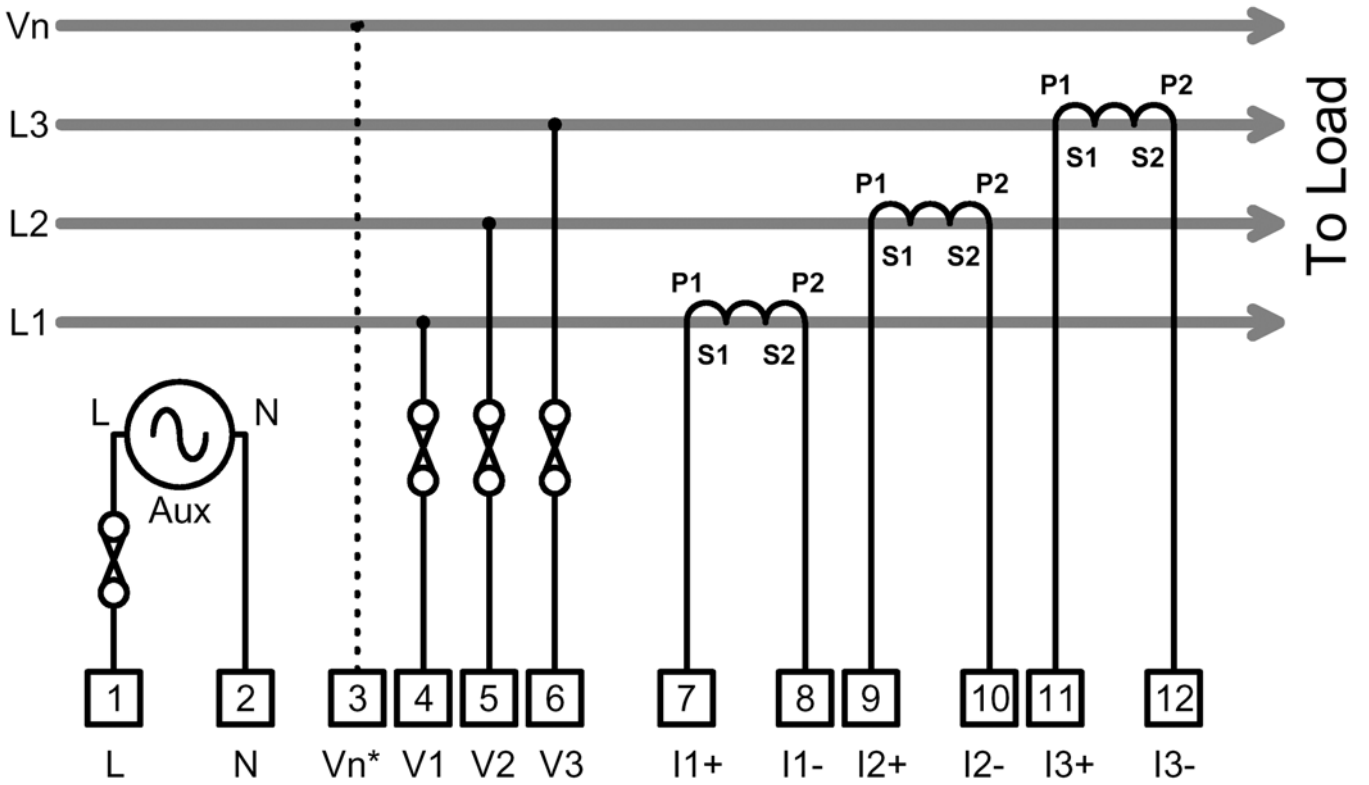 Vn
P1 P2
L3
S1 S2
To Load
P1 P2
L2
S1 S2
P1 P2
L1
S1 S2
L N
Aux
1 2 3 4 5 6 7 8 9 10 11 12
L N Vn* V1 V2 V3 I1+ I1- I2+ I2- I3+ I3-